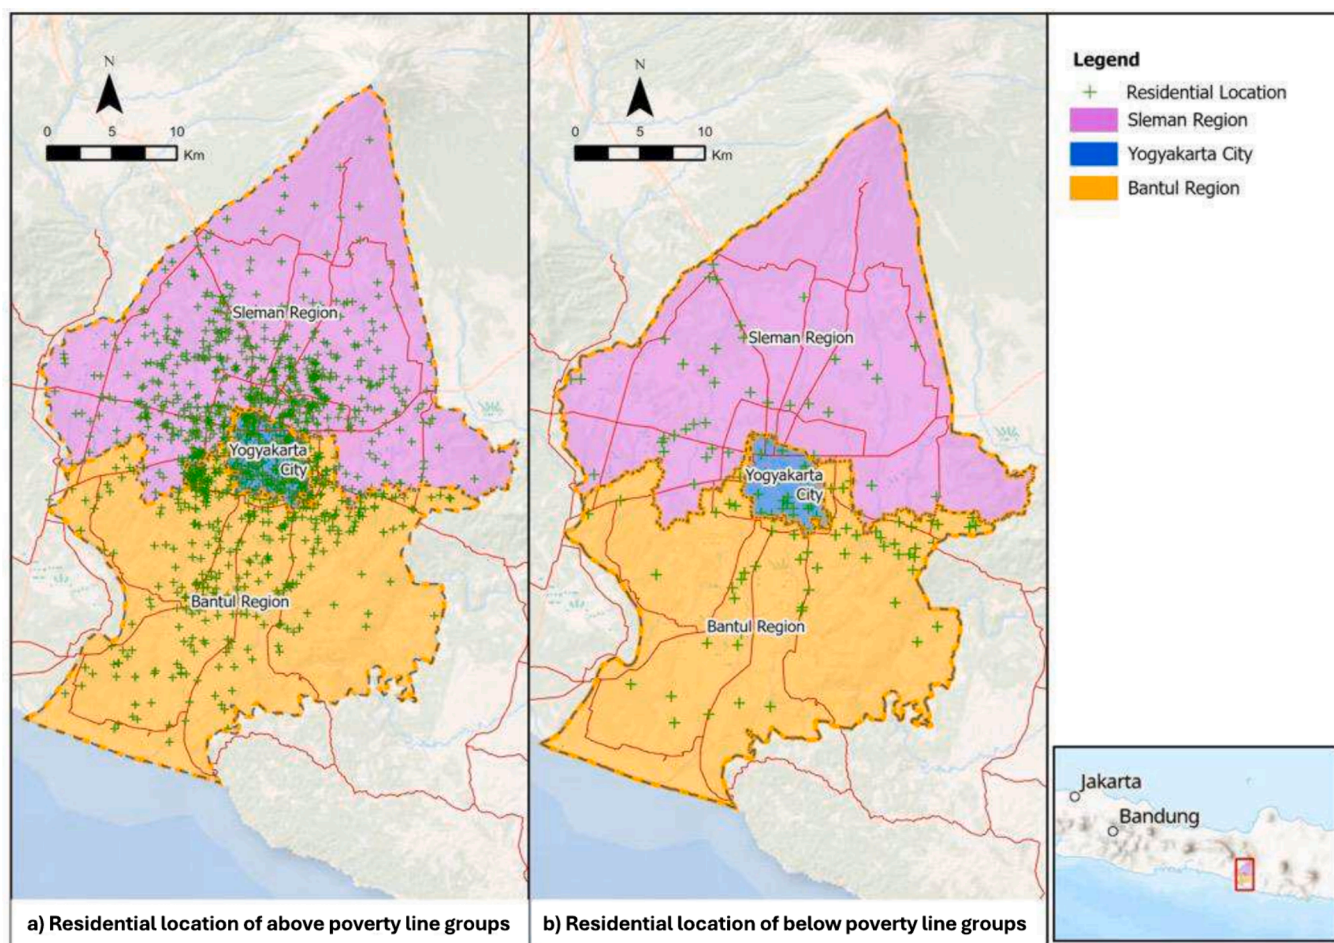 N
0 5 10
Km
Sleman Region
Yogyakarta
City
Bantul Region
a) Residential location of above poverty line groups
N
0 5 10
Km
Sleman Region
Yogyakarta
City
Bantul Region
b) Residential location of below poverty line groups
Legend
Residential Location
Sleman Region
Yogyakarta City
Bantul Region
Jakarta
Bandung